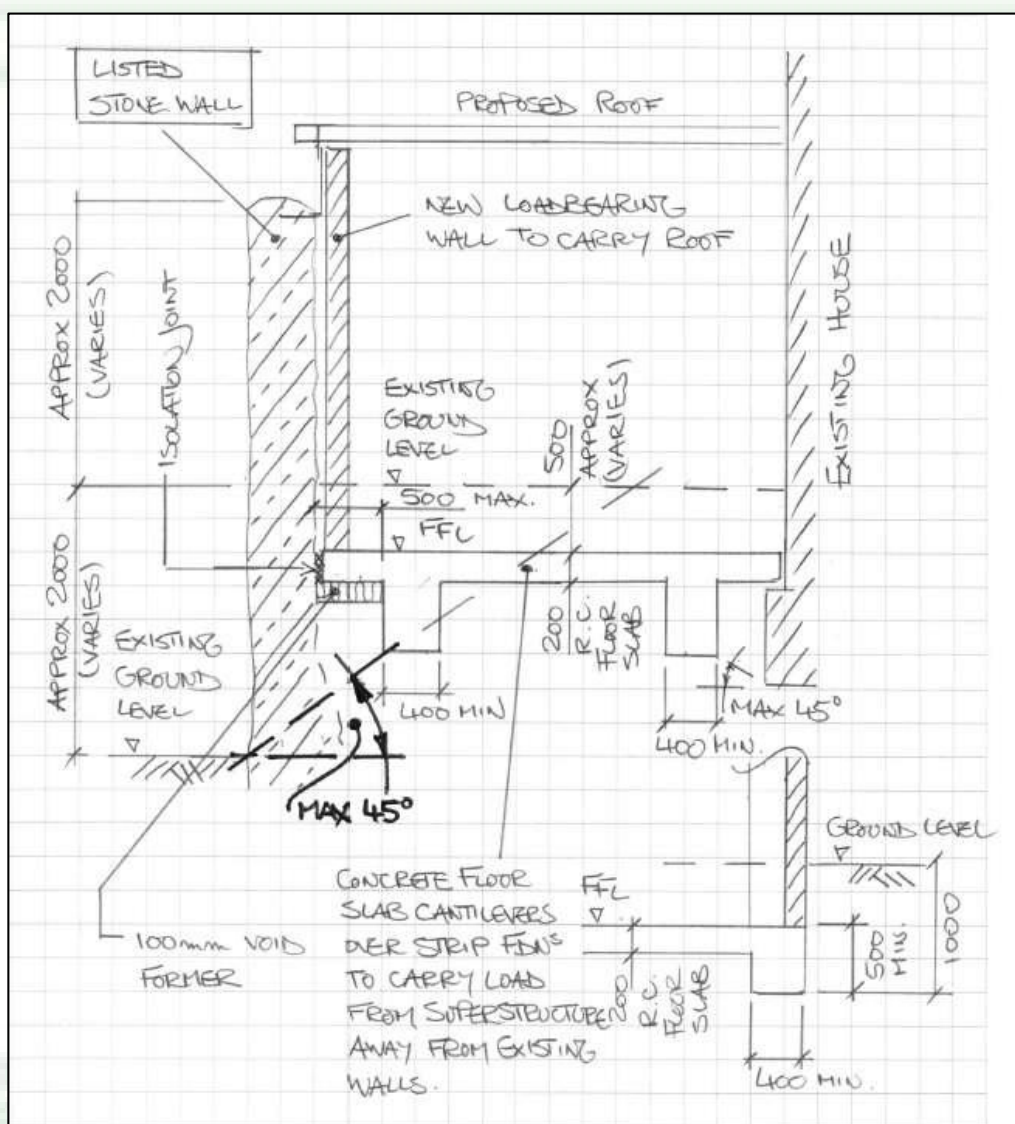 LISTED
STONE WALL
PROPOSED ROOF
NEW LOADBEARING
WALL TO CARRY ROOF
APPROX 2000
(VARIES)
ISOLATION JOINT
EXISTING HOUSE
EXISTING
GROUND
LEVEL
500
APPROX
(VARIES)
500 MAX.
FFL
APPROX 2000
(VARIES)
EXISTING
GROUND
LEVEL
200
R.C.
FLOOR
SLAB
400 MIN
MAX 45°
400 MIN.
MAX 45°
GROUND LEVEL
CONCRETE FLOOR
SLAB CANTILEVERS
OVER STRIP FDNS
TO CARRY LOAD
FROM SUPERSTRUCTURE
AWAY FROM EXISTING
WALLS.
100mm VOID
FORMER
FFL
200
R.C.
FLOOR
SLAB
500
MIN.
1000
400 MIN.